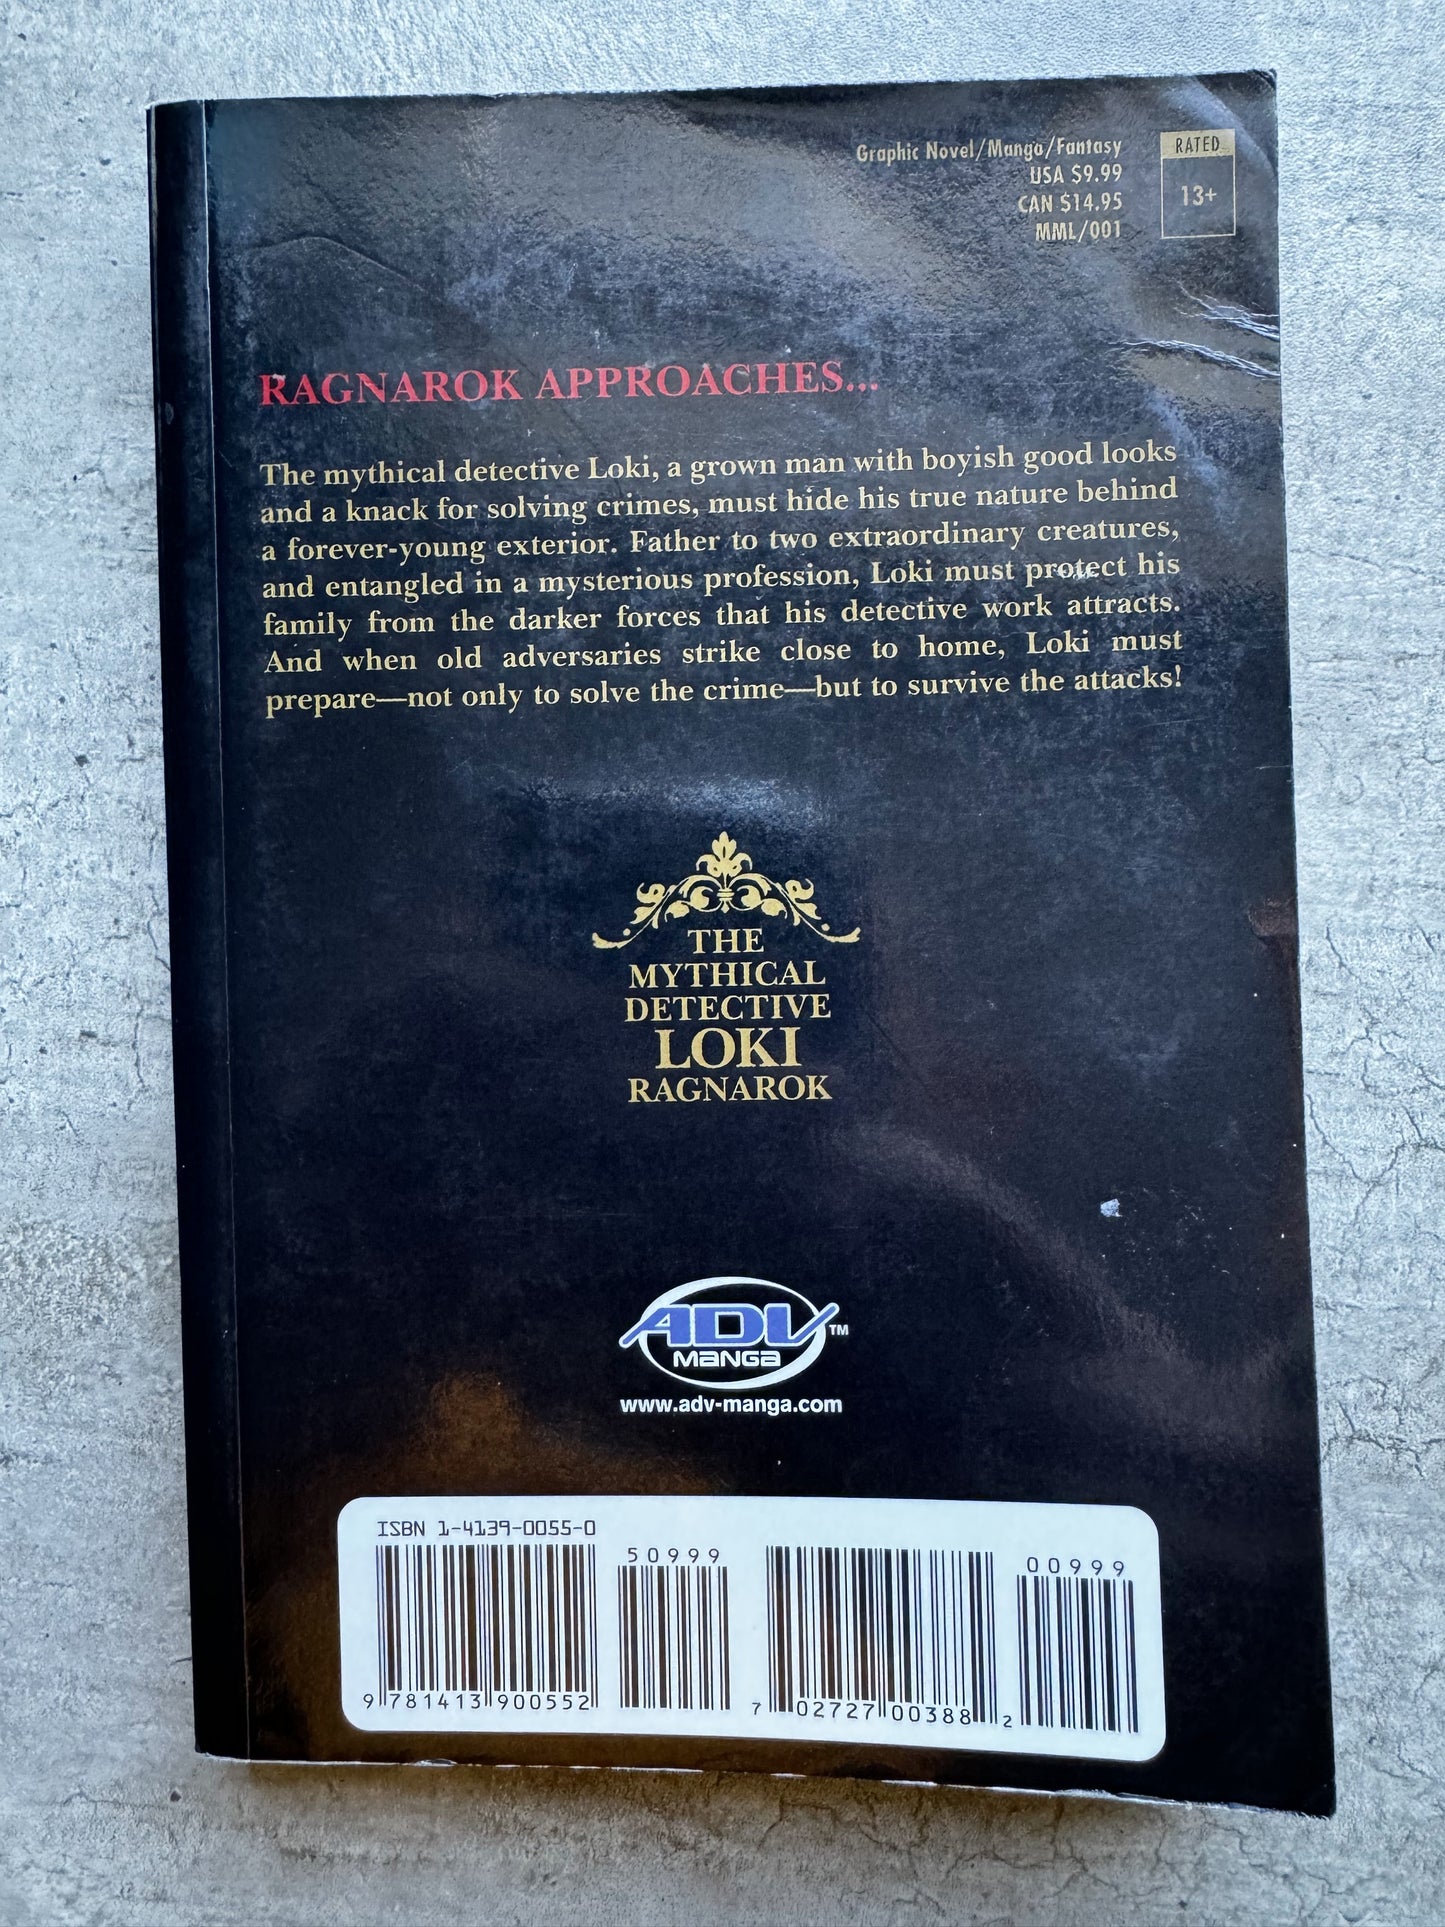 Graphic Novel/Manga/Fantasy
USA $9.99
CAN $14.95
MML/001
RATED
13+
RAGNAROK APPROACHES...
The mythical detective Loki, a grown man with boyish good looks
and a knack for solving crimes, must hide his true nature behind
a forever-young exterior. Father to two extraordinary creatures,
and entangled in a mysterious profession, Loki must protect his
family from the darker forces that his detective work attracts.
And when old adversaries strike close to home, Loki must
prepare—not only to solve the crime—but to survive the attacks!
THE
MYTHICAL
DETECTIVE
LOKI
RAGNAROK
ADV TM
MANGA
www.adv-manga.com
ISBN 1-4139-0055-0
50999
9 781413 900552
00999
7 02727 00388 2